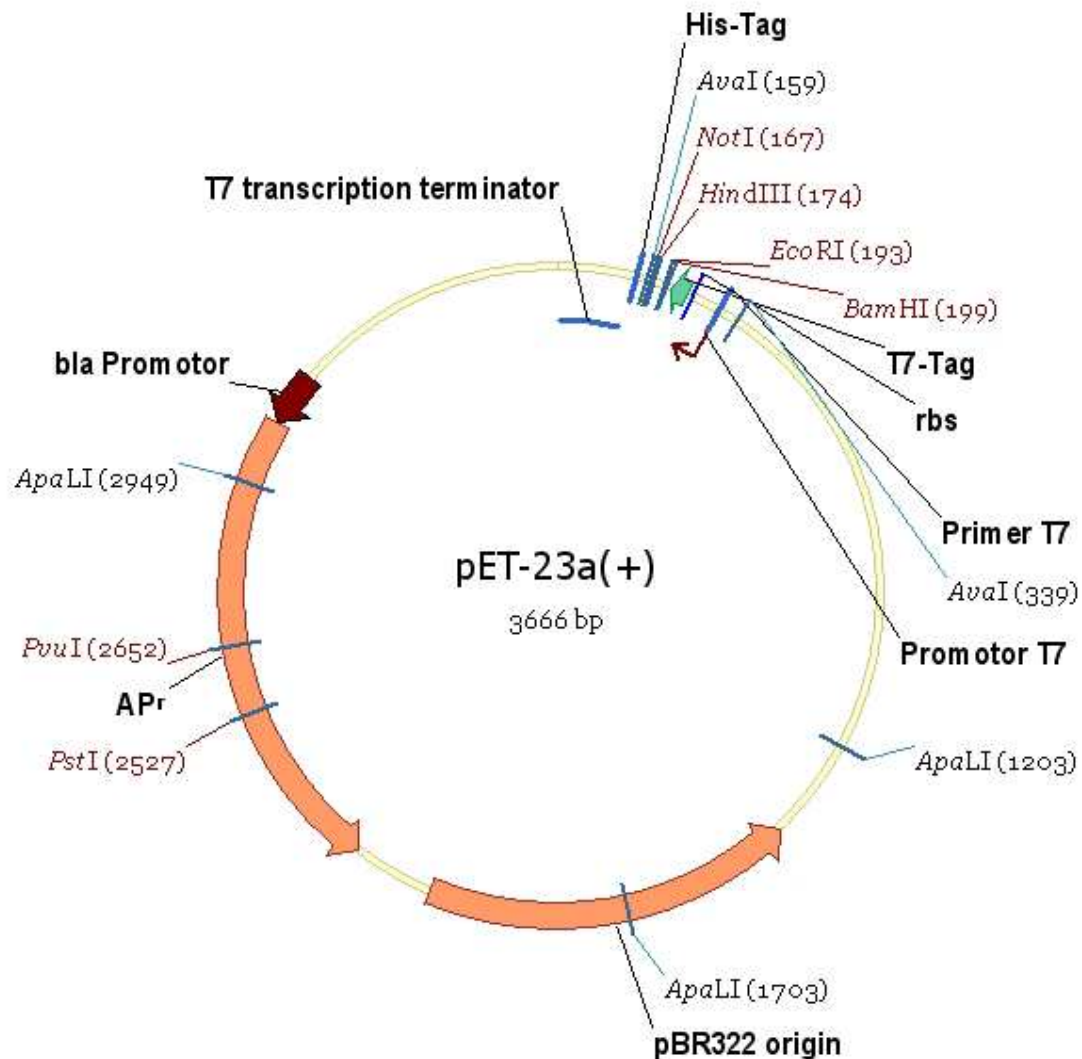 His-Tag
AvaI (159)
NotI (167)
T7 transcription terminator
HindIII (174)
EcoRI (193)
BamHI (199)
bla Promotor
T7-Tag
rbs
ApaLI (2949)
Primer T7
pET-23a(+)
AvaI (339)
3666 bp
PvuI (2652)
Promotor T7
APr
PstI (2527)
ApaLI (1203)
ApaLI (1703)
pBR322 origin